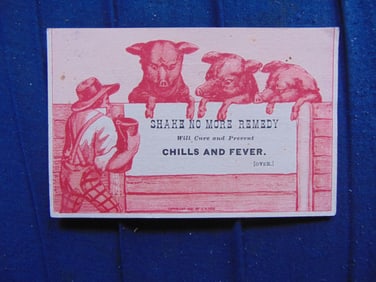 SHAKE NO MORE REMEDY
Will Cure and Prevent
CHILLS AND FEVER.
[OVER.]